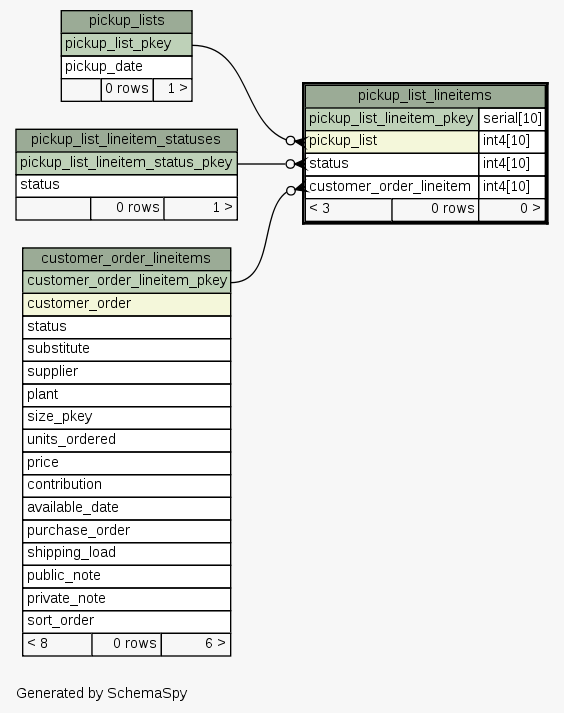 pickup_lists
pickup_list_pkey
pickup_date
0 rows 1 >
pickup_list_lineitems
pickup_list_lineitem_pkey serial[10]
pickup_list int4[10]
status int4[10]
customer_order_lineitem int4[10]
< 3 0 rows 0 >
pickup_list_lineitem_statuses
pickup_list_lineitem_status_pkey
status
0 rows 1 >
customer_order_lineitems
customer_order_lineitem_pkey
customer_order
status
substitute
supplier
plant
size_pkey
units_ordered
price
contribution
available_date
purchase_order
shipping_load
public_note
private_note
sort_order
< 8 0 rows 6 >
Generated by SchemaSpy